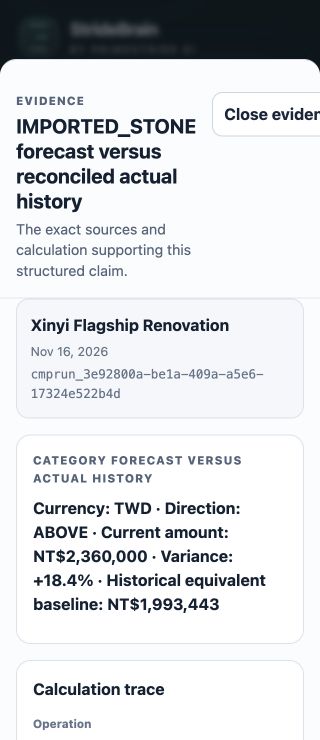 StrideBrain
EVIDENCE
IMPORTED_STONE
forecast versus
reconciled actual
history
Close eviden
The exact sources and
calculation supporting this
structured claim.
Xinyi Flagship Renovation
Nov 16, 2026
cmprun_3e92800a-be1a-409a-a5e6-
17324e522b4d
CATEGORY FORECAST VERSUS
ACTUAL HISTORY
Currency: TWD · Direction:
ABOVE · Current amount:
NT$2,360,000 · Variance:
+18.4% · Historical equivalent
baseline: NT$1,993,443
Calculation trace
Operation